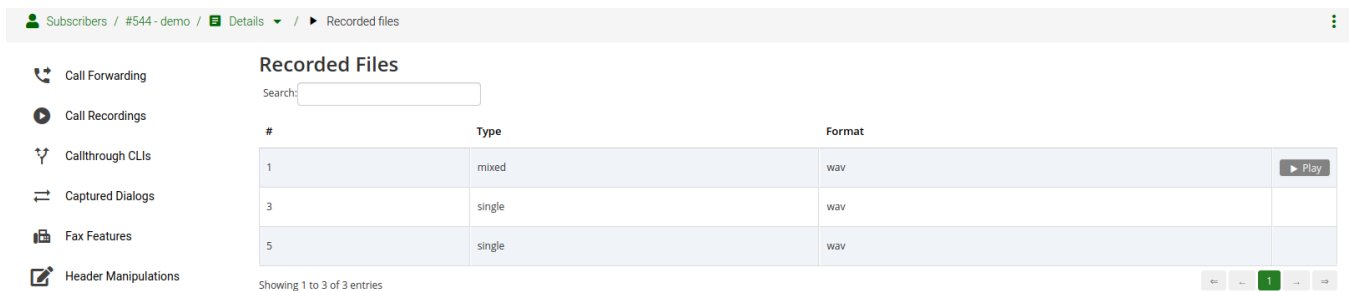 Subscribers / #544 - demo / Details / Recorded files
Call Forwarding
Call Recordings
Callthrough CLIs
Captured Dialogs
Fax Features
Header Manipulations
Recorded Files
Search:
# Type Format
1 mixed wav Play
3 single wav
5 single wav
Showing 1 to 3 of 3 entries
⇐ ← 1 → ⇒